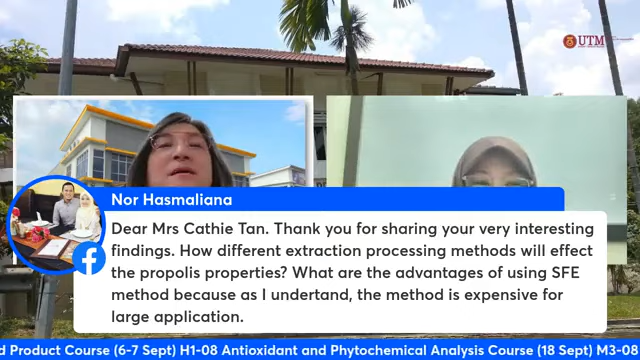 UTM
Nor Hasmaliana
Dear Mrs Cathie Tan. Thank you for sharing your very interesting
findings. How different extraction processing methods will effect
the propolis properties? What are the advantages of using SFE
method because as I undertand, the method is expensive for
large application.
d Product Course (6-7 Sept) H1-08 Antioxidant and Phytochemical Analysis Course (18 Sept) M3-08